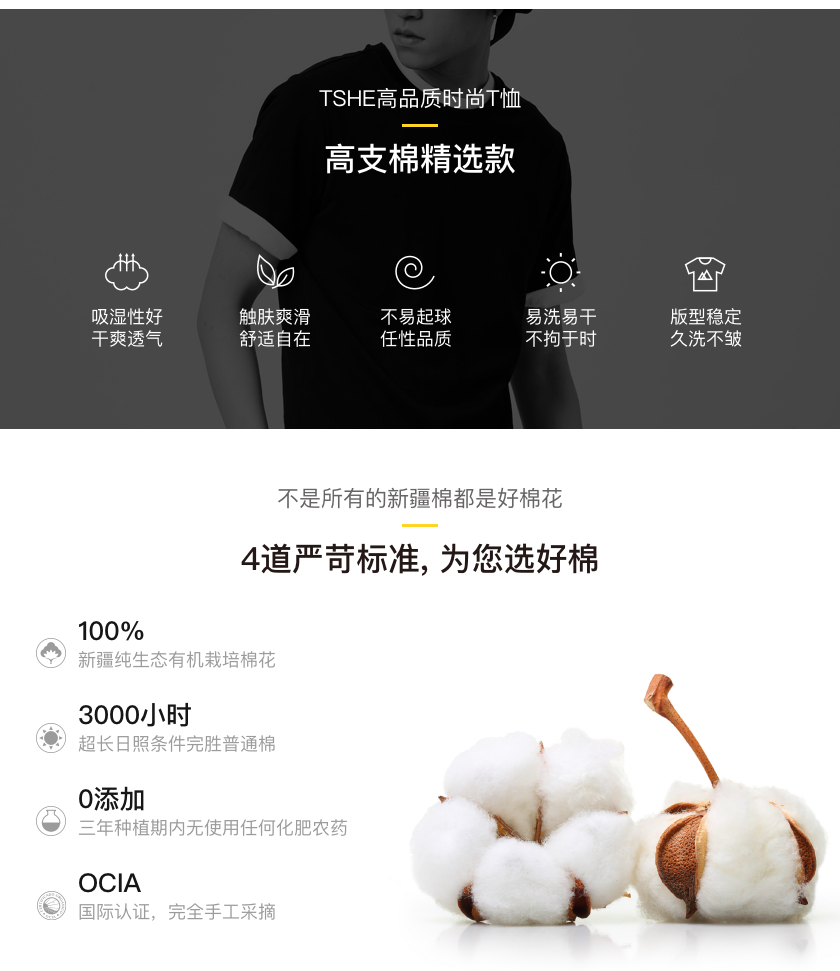 TSHE高品质时尚T恤
高支棉精选款
吸湿性好
干爽透气
触肤爽滑
舒适自在
不易起球
任性品质
易洗易干
不拘于时
版型稳定
久洗不皱
不是所有的新疆棉都是好棉花
4道严苛标准, 为您选好棉
100%
新疆纯生态有机栽培棉花
3000小时
超长日照条件完胜普通棉
0添加
三年种植期内无使用任何化肥农药
OCIA
国际认证，完全手工采摘